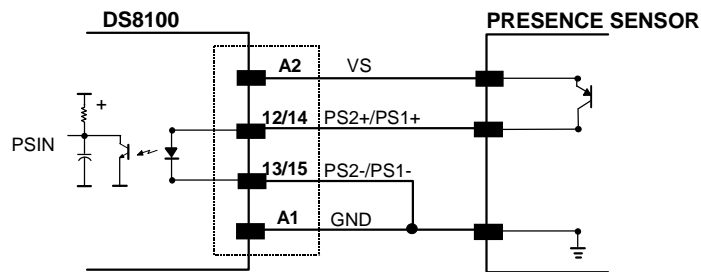 DS8100 PRESENCE SENSOR
A2 VS
+
12/14 PS2+/PS1+
PSIN
13/15 PS2-/PS1-
A1 GND